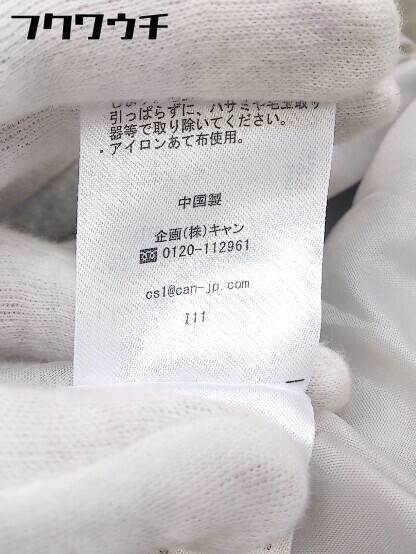 フクワウチ
引っぱらずに、ハサミや毛玉取り
器等で取り除いてください。
・アイロンあて布使用。
中国製
企画(株)キャン
0120-112961
cs1@can-jp.com
111